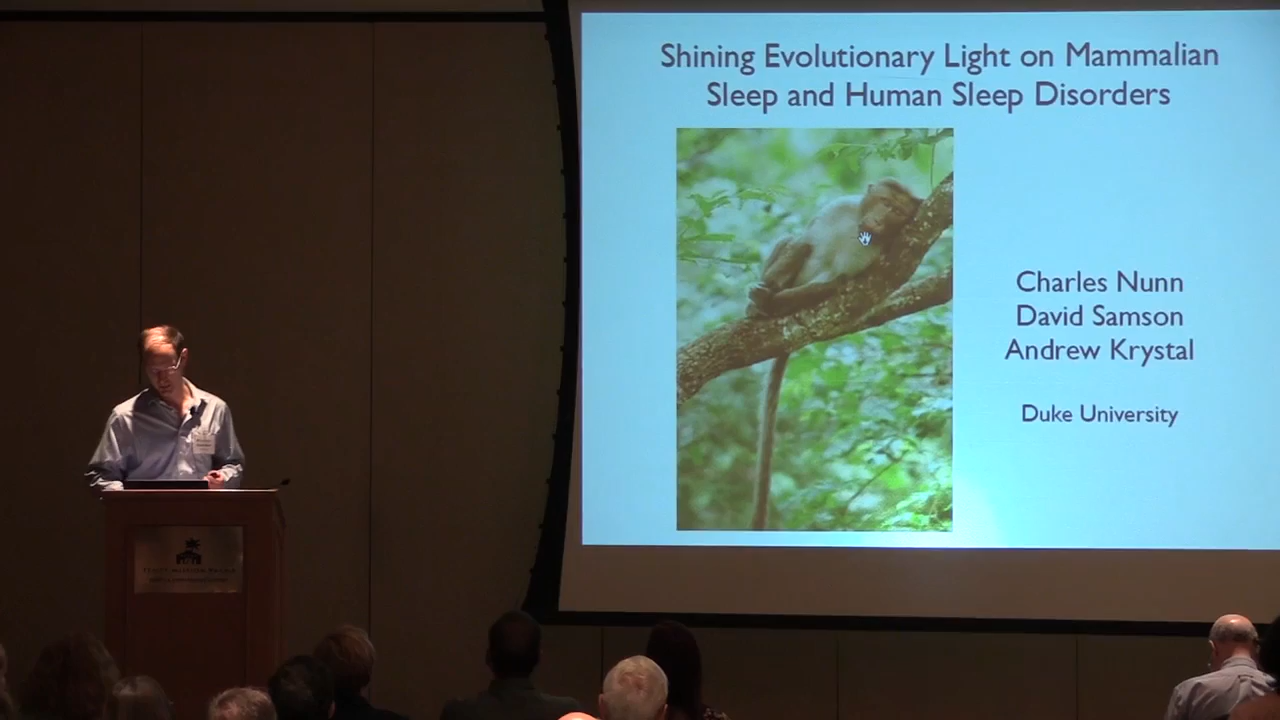 Shining Evolutionary Light on Mammalian
Sleep and Human Sleep Disorders
Charles Nunn
David Samson
Andrew Krystal
Duke University